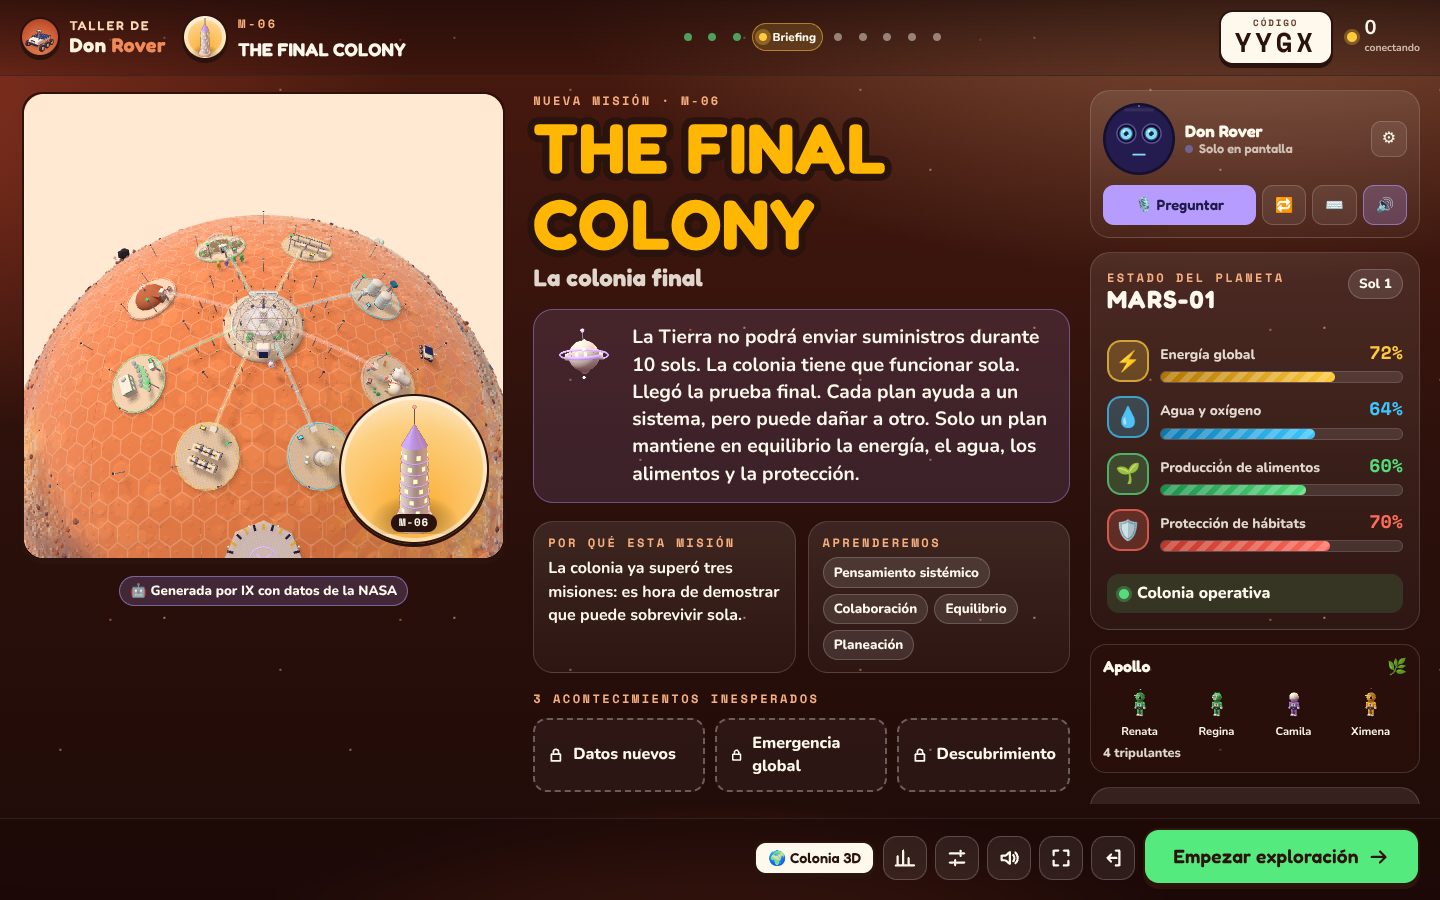 TALLER DE
Don Rover
M-06
THE FINAL COLONY
Briefing
CÓDIGO
YYGX
0
conectando
M-06
Generada por IX con datos de la NASA
NUEVA MISIÓN · M-06
THE FINAL
COLONY
La colonia final
La Tierra no podrá enviar suministros durante
10 sols. La colonia tiene que funcionar sola.
Llegó la prueba final. Cada plan ayuda a un
sistema, pero puede dañar a otro. Solo un plan
mantiene en equilibrio la energía, el agua, los
alimentos y la protección.
POR QUÉ ESTA MISIÓN
La colonia ya superó tres
misiones: es hora de demostrar
que puede sobrevivir sola.
APRENDEREMOS
Pensamiento sistémico
Colaboración
Equilibrio
Planeación
3 ACONTECIMIENTOS INESPERADOS
Datos nuevos
Emergencia
global
Descubrimiento
Don Rover
Solo en pantalla
Preguntar
ESTADO DEL PLANETA
MARS-01
Sol 1
Energía global 72%
Agua y oxígeno 64%
Producción de alimentos 60%
Protección de hábitats 70%
Colonia operativa
Apollo
Renata Regina Camila Ximena
4 tripulantes
Colonia 3D
Empezar exploración →